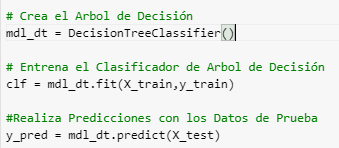 # Crea el Arbol de Decisión
mdl_dt = DecisionTreeClassifier()
# Entrena el Clasificador de Arbol de Decisión
clf = mdl_dt.fit(X_train,y_train)
#Realiza Predicciones con los Datos de Prueba
y_pred = mdl_dt.predict(X_test)